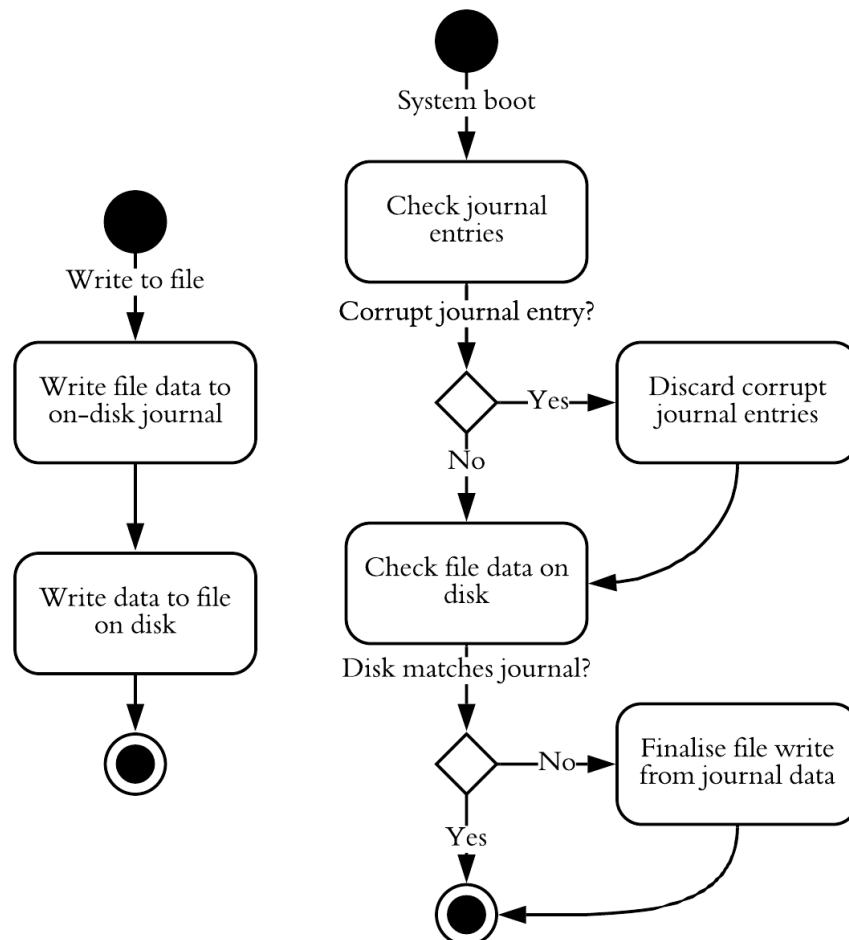 Write to file
Write file data to
on-disk journal
Write data to file
on disk
System boot
Check journal
entries
Corrupt journal entry?
Yes
Discard corrupt
journal entries
No
Check file data on
disk
Disk matches journal?
No
Finalise file write
from journal data
Yes